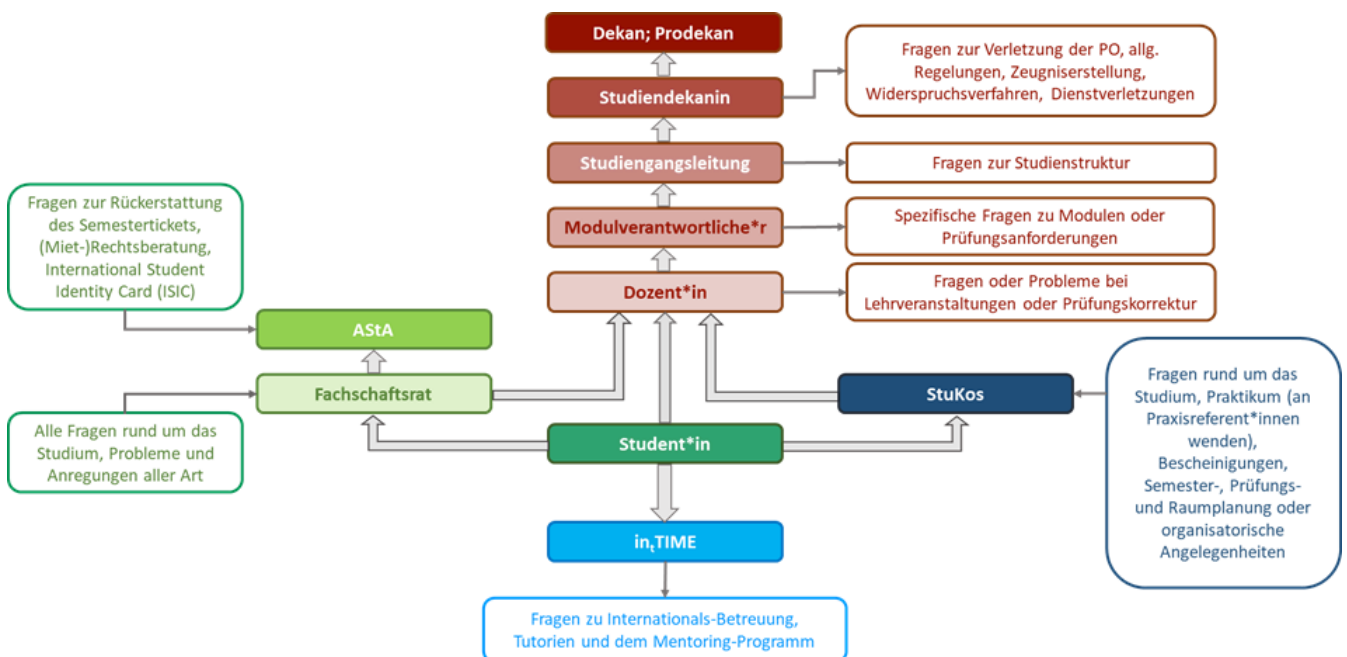 Dekan; Prodekan
Fragen zur Verletzung der PO, allg.
Regelungen, Zeugniserstellung,
Widerspruchsverfahren, Dienstverletzungen
Studiendekanin
Studiengangsleitung
Fragen zur Studienstruktur
Fragen zur Rückerstattung
des Semestertickets,
(Miet-)Rechtsberatung,
International Student
Identity Card (ISIC)
Modulverantwortliche*r
Spezifische Fragen zu Modulen oder
Prüfungsanforderungen
Dozent*in
Fragen oder Probleme bei
Lehrveranstaltungen oder Prüfungskorrektur
AStA
Fachschaftsrat
StuKos
Fragen rund um das
Studium, Praktikum (an
Praxisreferent*innen
wenden),
Bescheinigungen,
Semester-, Prüfungs-
und Raumplanung oder
organisatorische
Angelegenheiten
Alle Fragen rund um das
Studium, Probleme und
Anregungen aller Art
Student*in
intTIME
Fragen zu Internationals-Betreuung,
Tutorien und dem Mentoring-Programm